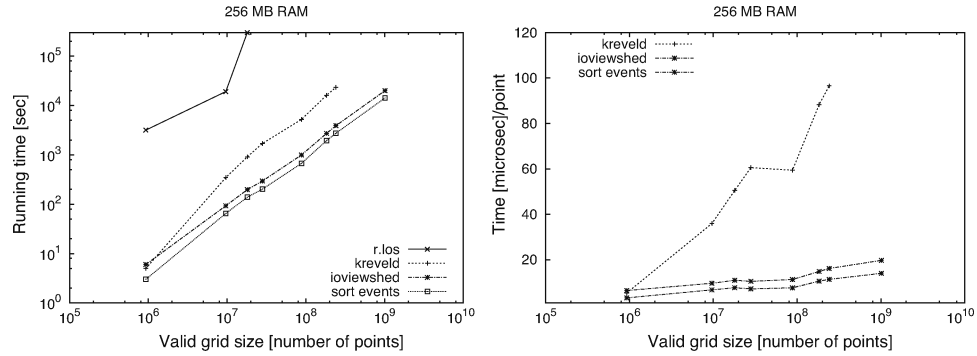 256 MB RAM
Running time [sec]
10^5
10^4
10^3
10^2
10^1
10^0
r.los
kreveld
ioviewshed
sort events
10^5 10^6 10^7 10^8 10^9 10^10
Valid grid size [number of points]
256 MB RAM
Time [microsec]/point
120
100
80
60
40
20
kreveld
ioviewshed
sort events
10^5 10^6 10^7 10^8 10^9 10^10
Valid grid size [number of points]